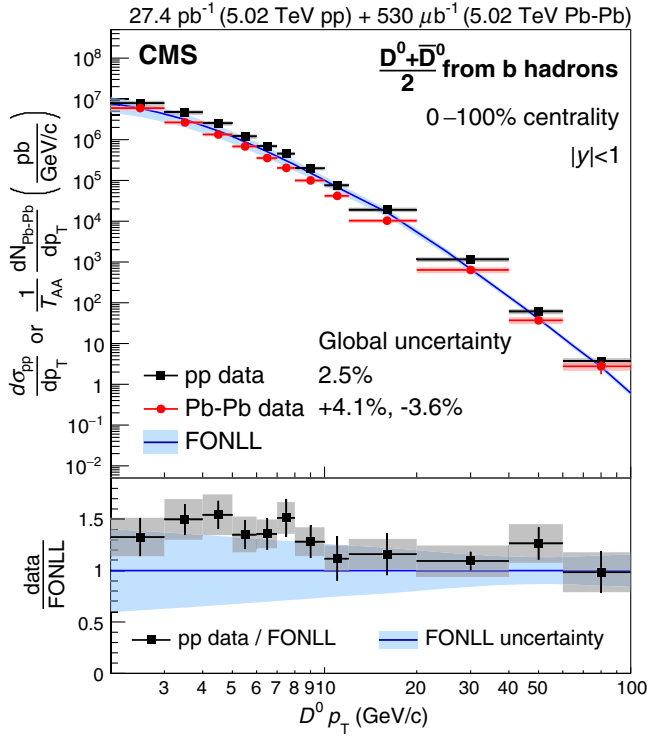 27.4 pb⁻¹ (5.02 TeV pp) + 530 μb⁻¹ (5.02 TeV Pb-Pb)
CMS
D⁰+D̅⁰
2
from b hadrons
0–100% centrality
|y|<1
dσpp/dpT or 1/TAA dNPb-Pb/dpT (pb/GeV/c)
10⁷
10⁶
10⁵
10⁴
10³
10²
10
1
10⁻¹
10⁻²
Global uncertainty
pp data 2.5%
Pb-Pb data +4.1%, -3.6%
FONLL
data/FONLL
1.5
1
0.5
0
pp data / FONLL FONLL uncertainty
3 4 5 6 7 8 910 20 30 40 50 100
D⁰ pT (GeV/c)